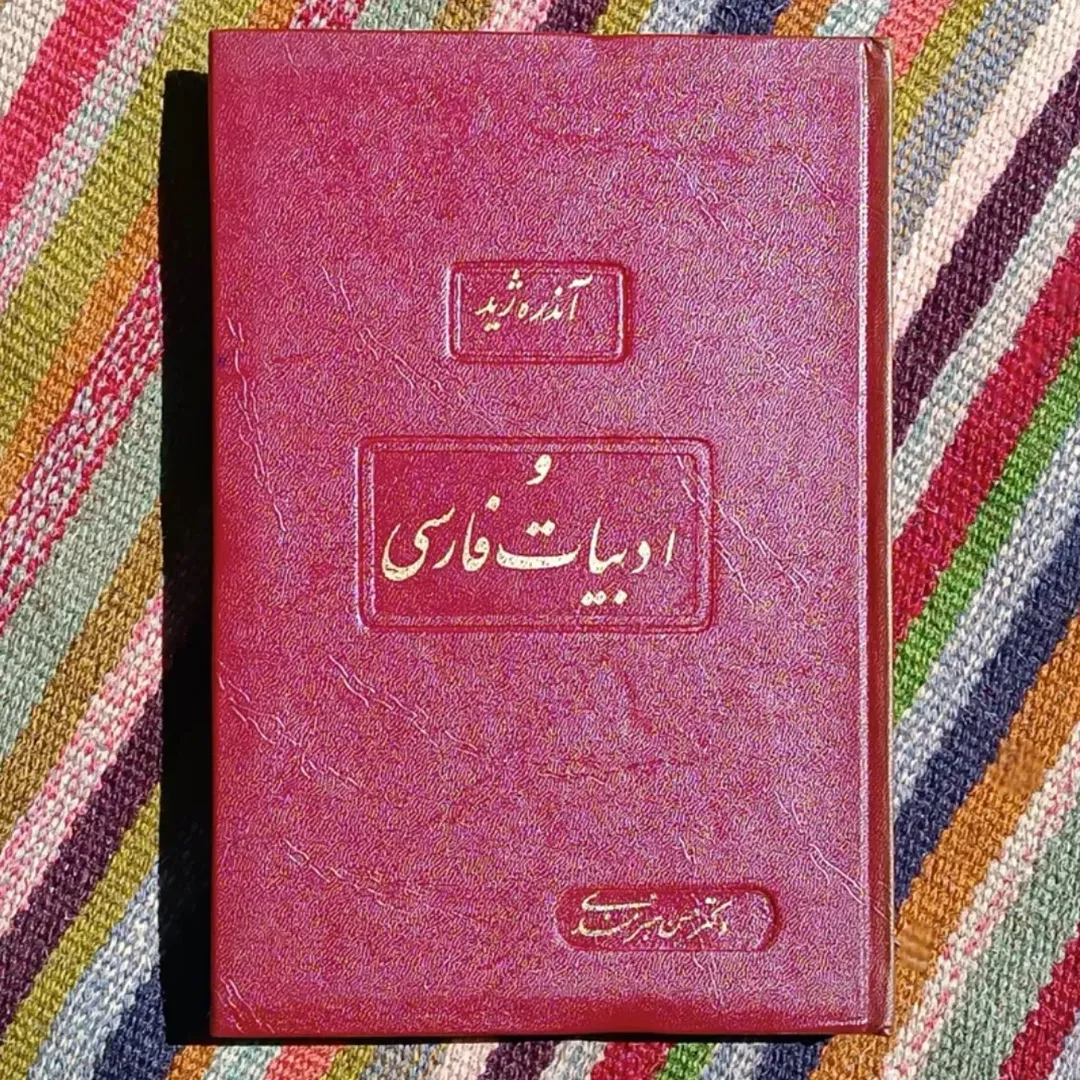 آندره ژید
و
ادبیات فارسی
دکتر حسن هنرمندی